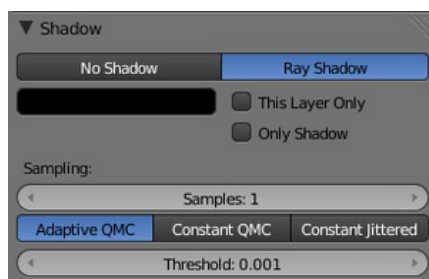 Shadow
No Shadow
Ray Shadow
This Layer Only
Only Shadow
Sampling:
Samples: 1
Adaptive QMC
Constant QMC
Constant Jittered
Threshold: 0.001